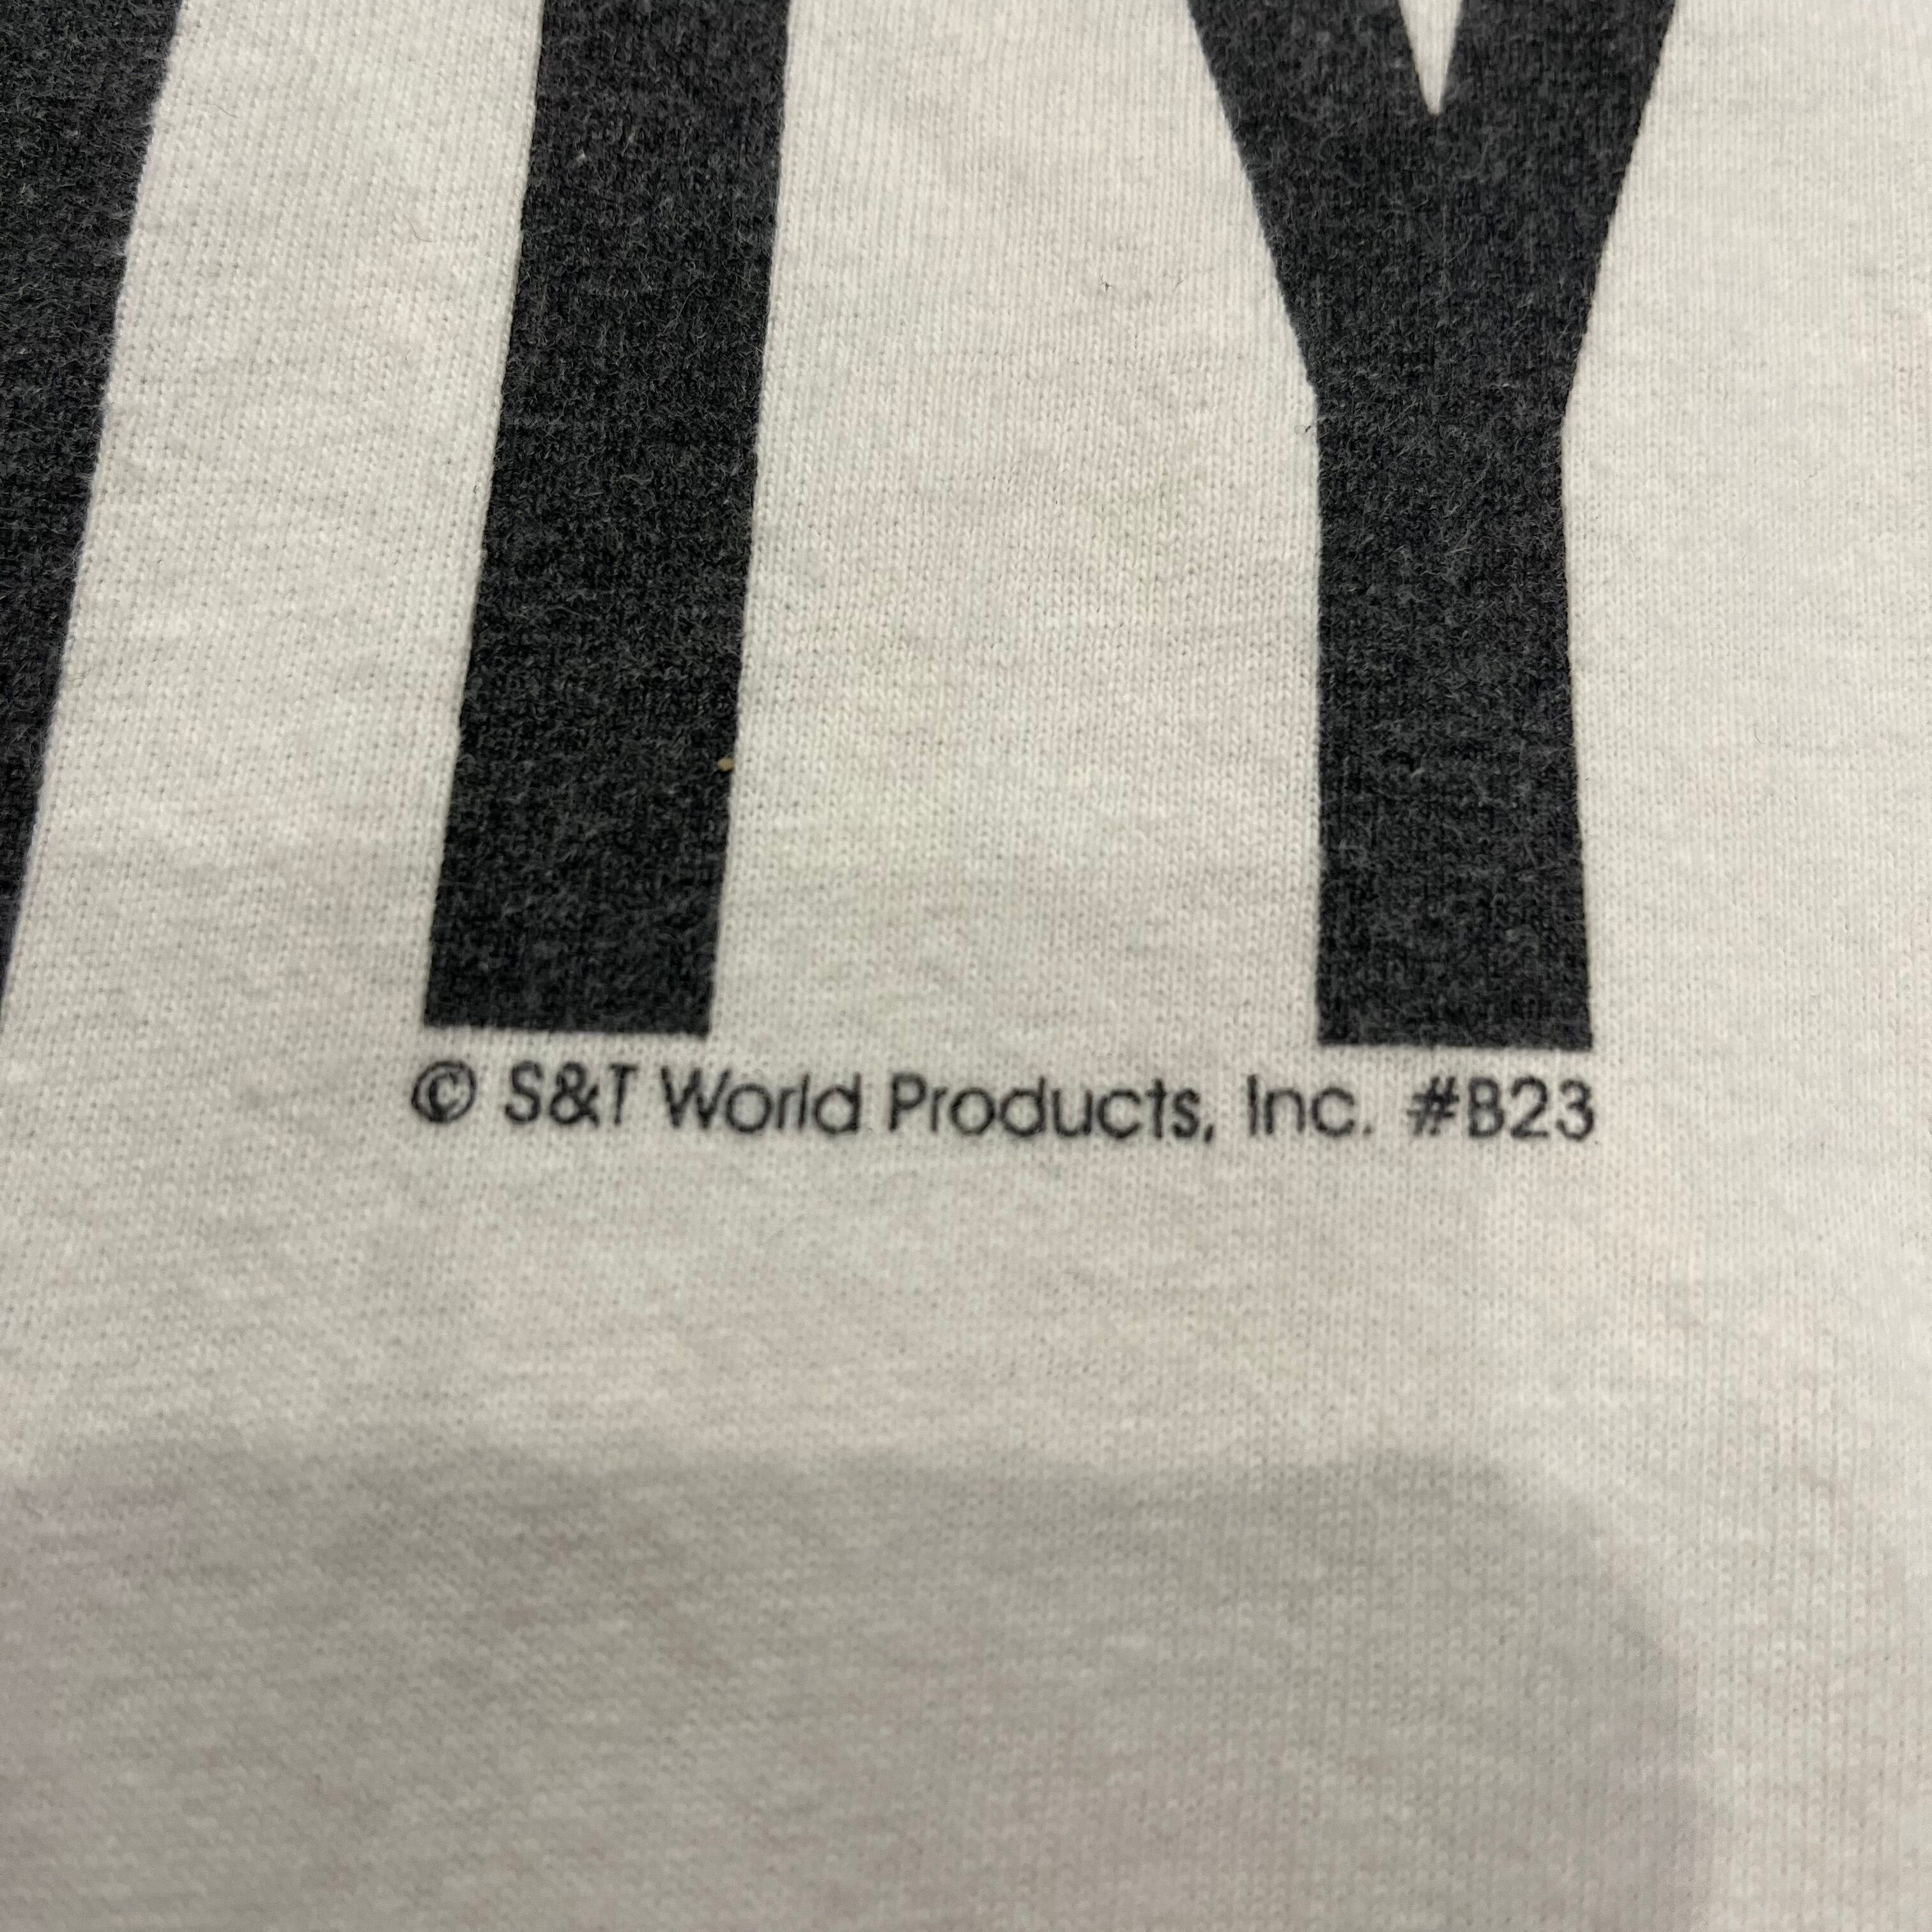 Y
© S&T World Products, Inc. #B23